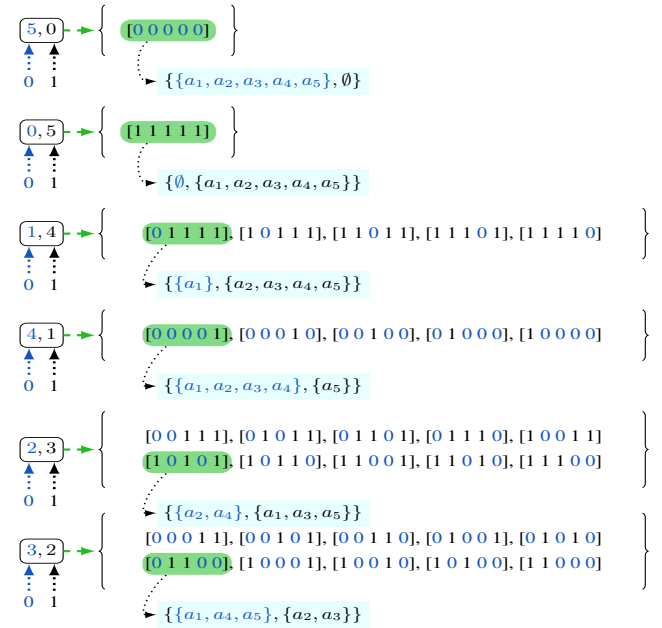 5, 0 { [0 0 0 0 0] }
0 1 {{a₁, a₂, a₃, a₄, a₅}, ∅}
0, 5 { [1 1 1 1 1] }
0 1 {∅, {a₁, a₂, a₃, a₄, a₅}}
1, 4 { [0 1 1 1 1], [1 0 1 1 1], [1 1 0 1 1], [1 1 1 0 1], [1 1 1 1 0] }
0 1 {{a₁}, {a₂, a₃, a₄, a₅}}
4, 1 { [0 0 0 0 1], [0 0 0 1 0], [0 0 1 0 0], [0 1 0 0 0], [1 0 0 0 0] }
0 1 {{a₁, a₂, a₃, a₄}, {a₅}}
[0 0 1 1 1], [0 1 0 1 1], [0 1 1 0 1], [0 1 1 1 0], [1 0 0 1 1]
2, 3 { [1 0 1 0 1], [1 0 1 1 0], [1 1 0 0 1], [1 1 0 1 0], [1 1 1 0 0] }
0 1 {{a₂, a₄}, {a₁, a₃, a₅}}
[0 0 0 1 1], [0 0 1 0 1], [0 0 1 1 0], [0 1 0 0 1], [0 1 0 1 0]
3, 2 { [0 1 1 0 0], [1 0 0 0 1], [1 0 0 1 0], [1 0 1 0 0], [1 1 0 0 0] }
0 1 {{a₁, a₄, a₅}, {a₂, a₃}}